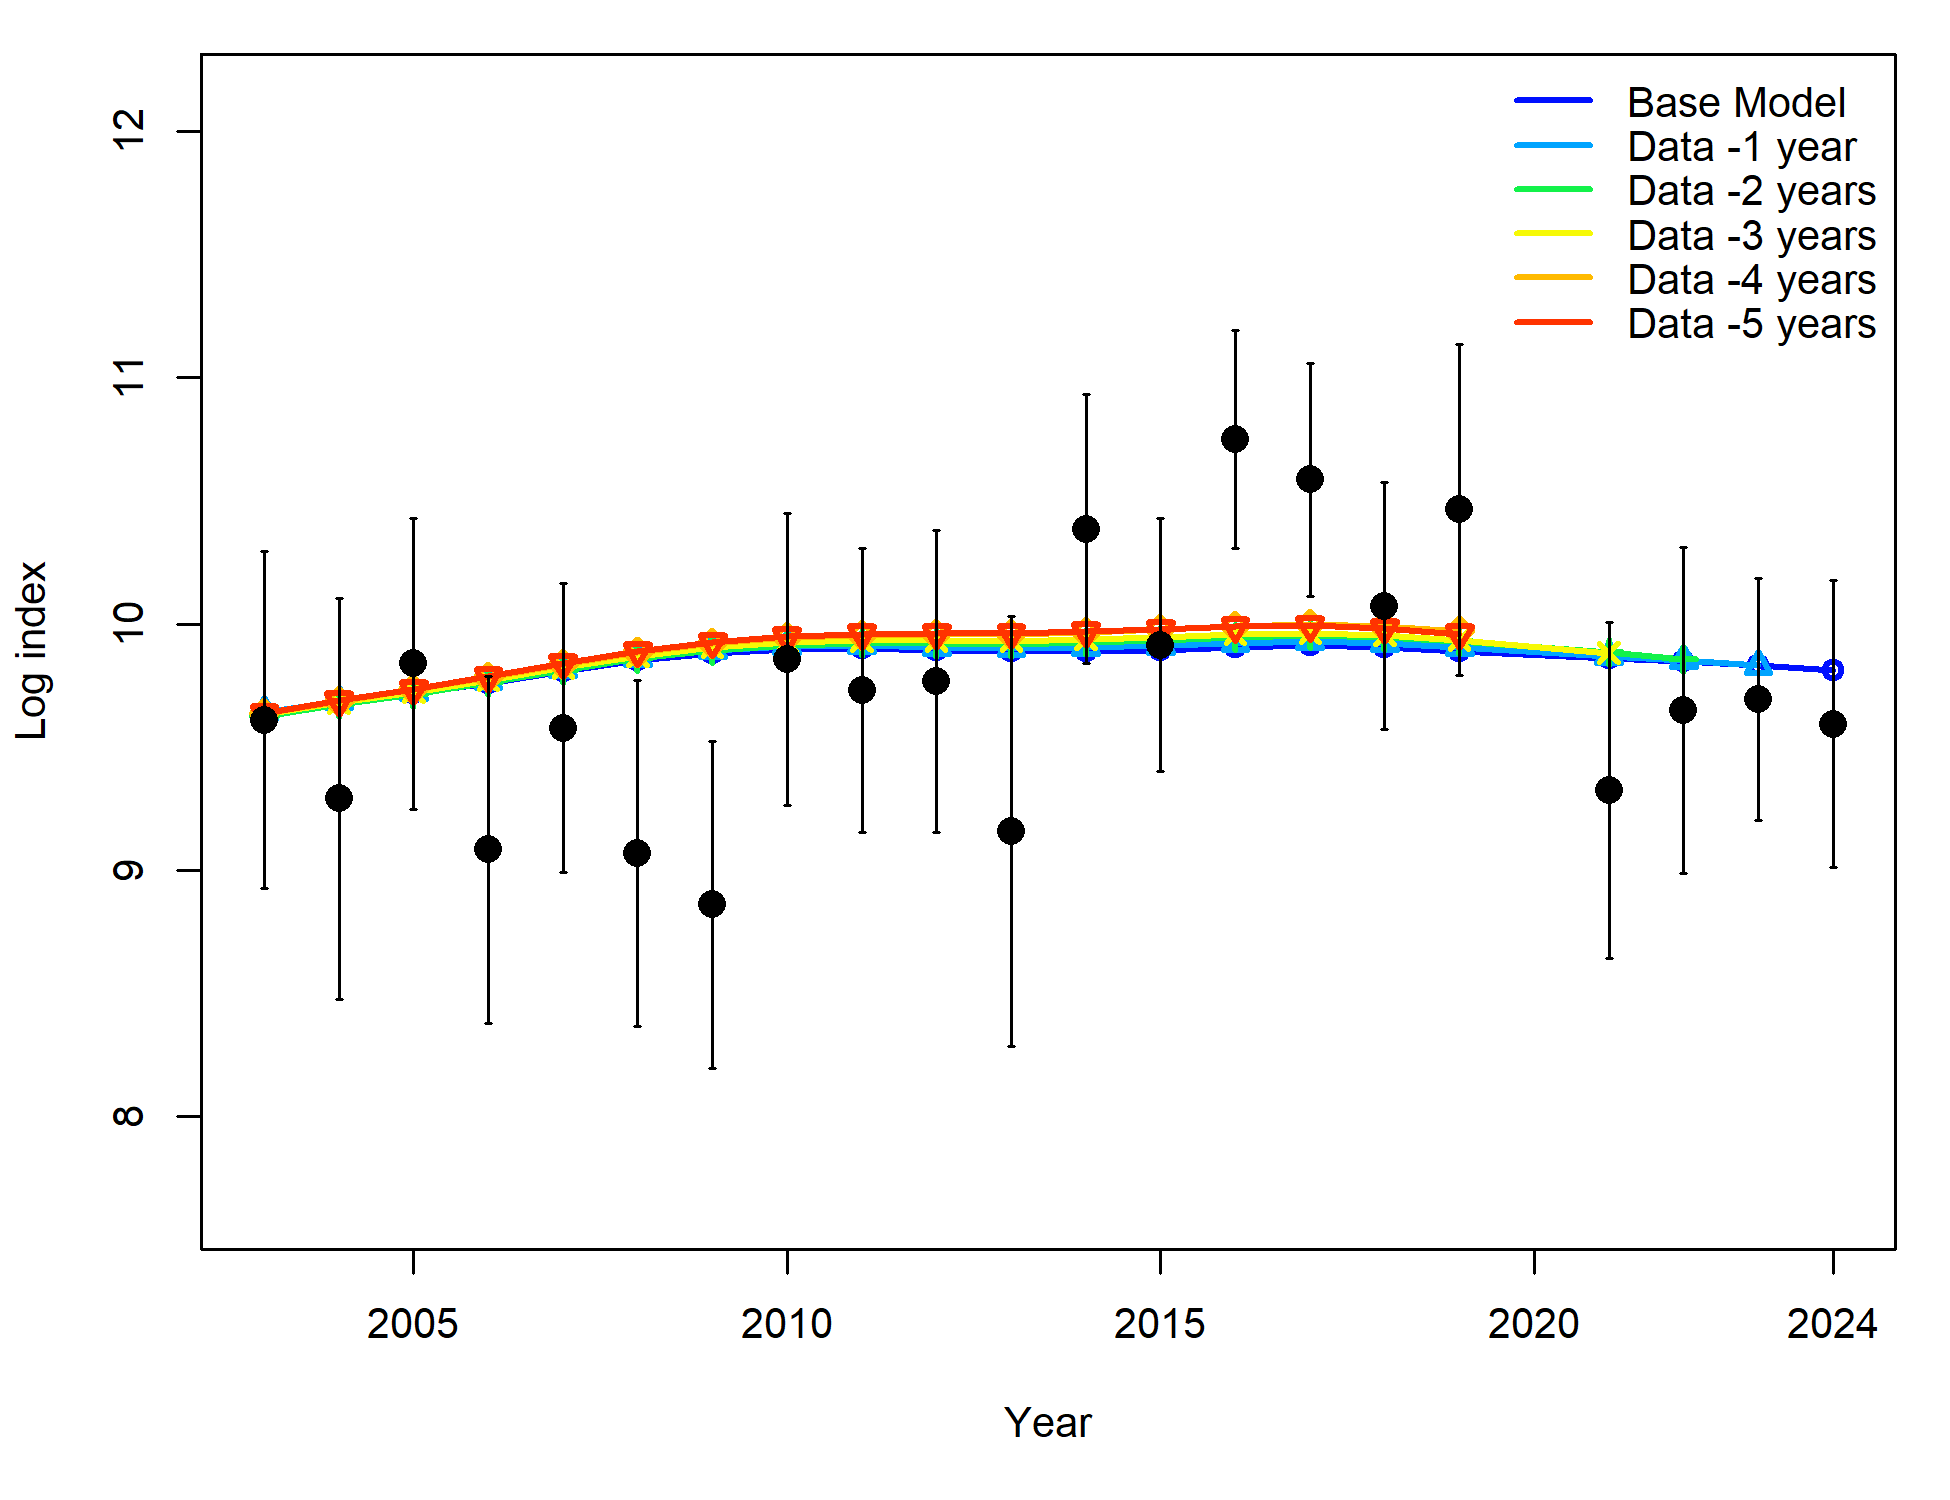 Base Model
Data -1 year
Data -2 years
Data -3 years
Data -4 years
Data -5 years
12
11
10
9
8
Log index
2005 2010 2015 2020 2024
Year